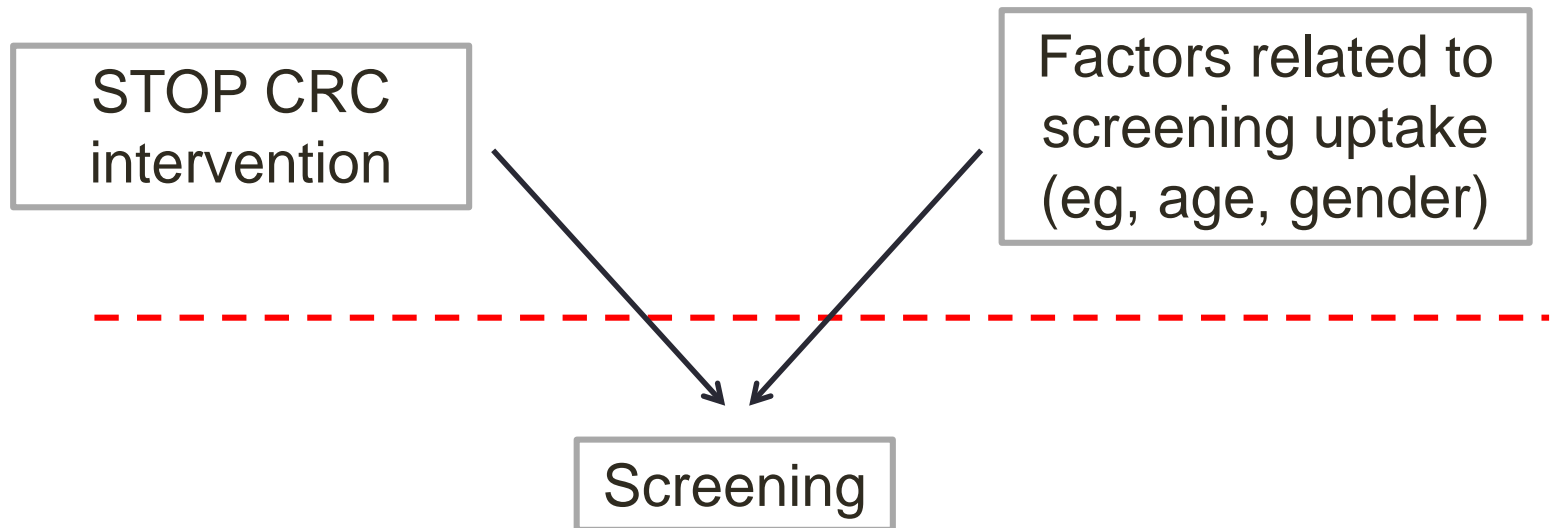 STOP CRC
intervention
Factors related to
screening uptake
(eg, age, gender)
Screening